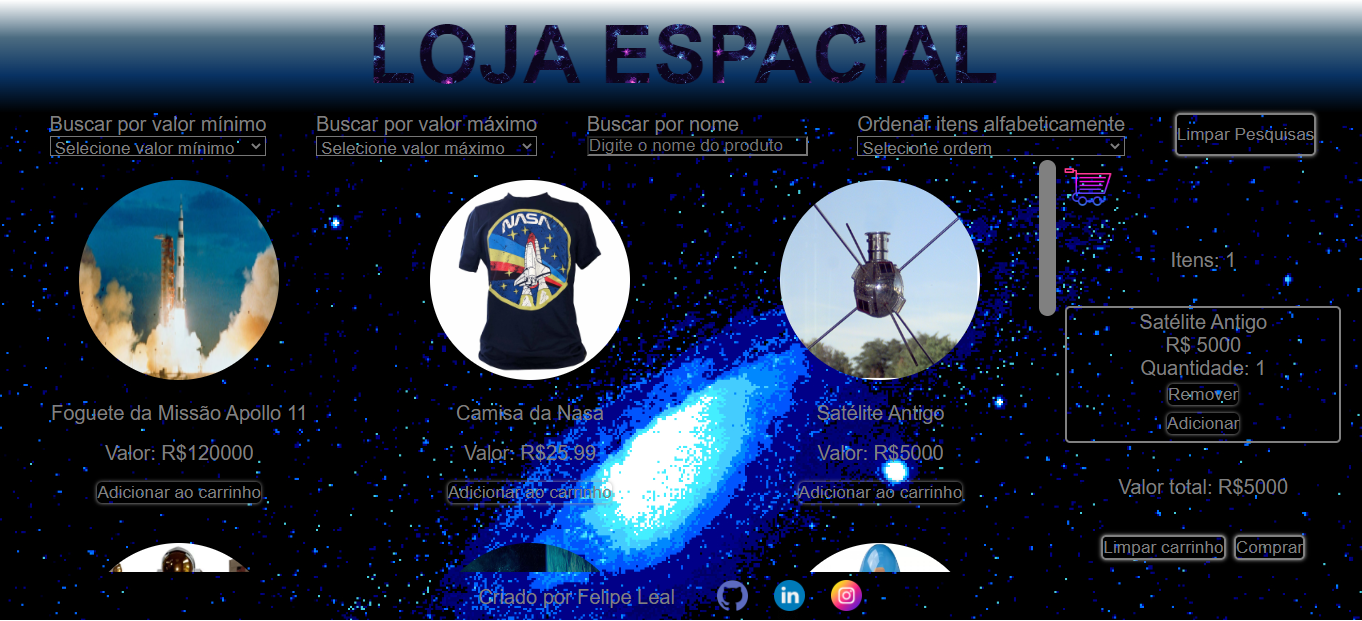 LOJA ESPACIAL
Buscar por valor mínimo
Selecione valor mínimo
Buscar por valor máximo
Selecione valor máximo
Buscar por nome
Digite o nome do produto
Ordenar itens alfabeticamente
Selecione ordem
Limpar Pesquisas
NASA
Foguete da Missão Apollo 11
Valor: R$120000
Adicionar ao carrinho
Camisa da Nasa
Valor: R$25.99
Adicionar ao carrinho
Satélite Antigo
Valor: R$5000
Adicionar ao carrinho
Itens: 1
Satélite Antigo
R$ 5000
Quantidade: 1
Remover
Adicionar
Valor total: R$5000
Limpar carrinho
Comprar
Criado por Felipe Leal
in